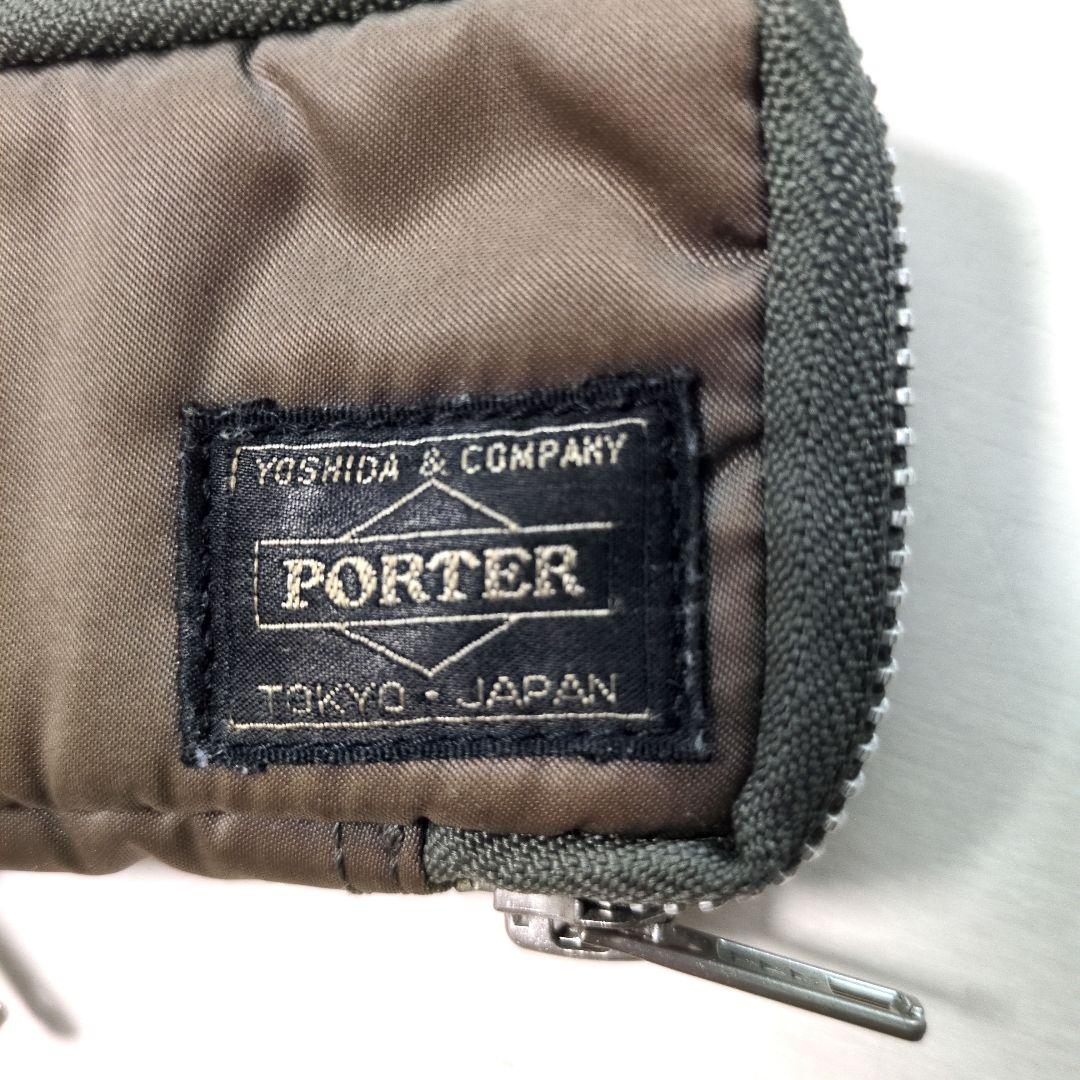 YOSHIDA & COMPANY
PORTER
TOKYO · JAPAN